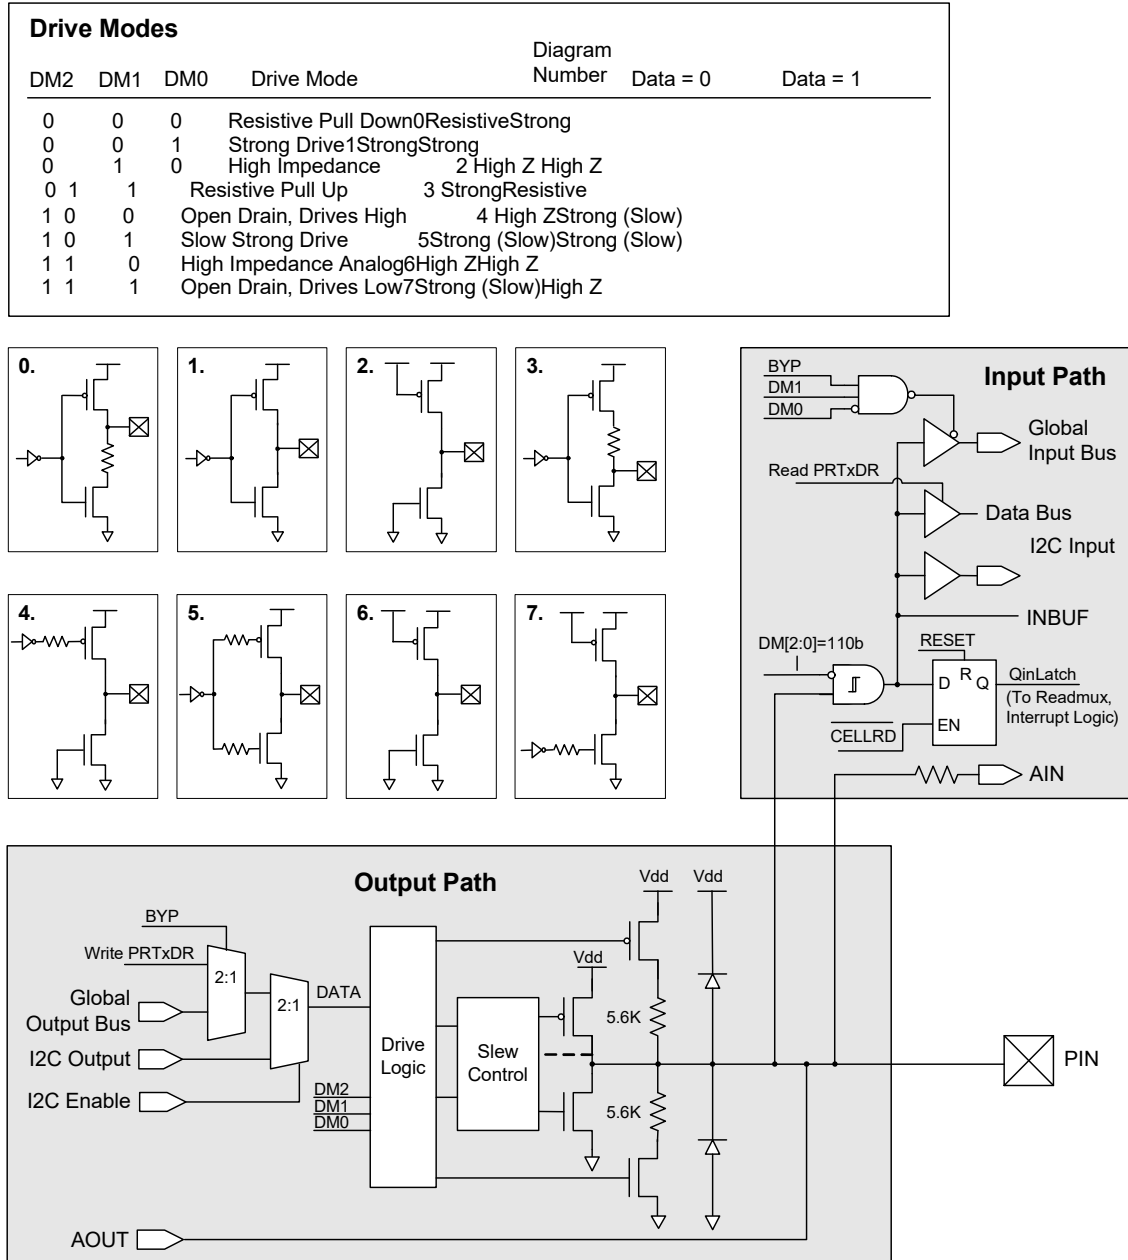 Drive Modes
DM2 DM1 DM0 Drive Mode Diagram Number Data = 0 Data = 1
0 0 0 Resistive Pull Down0ResistiveStrong
0 0 1 Strong Drive1StrongStrong
0 1 0 High Impedance 2 High Z High Z
0 1 1 Resistive Pull Up 3 StrongResistive
1 0 0 Open Drain, Drives High 4 High ZStrong (Slow)
1 0 1 Slow Strong Drive 5Strong (Slow)Strong (Slow)
1 1 0 High Impedance Analog6High ZHigh Z
1 1 1 Open Drain, Drives Low7Strong (Slow)High Z
0.
1.
2.
3.
4.
5.
6.
7.
Input Path
BYP
DM1
DM0
Global
Input Bus
Read PRTxDR
Data Bus
I2C Input
INBUF
DM[2:0]=110b
RESET
D R Q
EN
QinLatch
(To Readmux,
Interrupt Logic)
CELLRD
AIN
Output Path
BYP
Write PRTxDR
2:1
Global
Output Bus
2:1
DATA
I2C Output
I2C Enable
DM2
DM1
DM0
Drive
Logic
Slew
Control
Vdd
Vdd
Vdd
5.6K
5.6K
PIN
AOUT